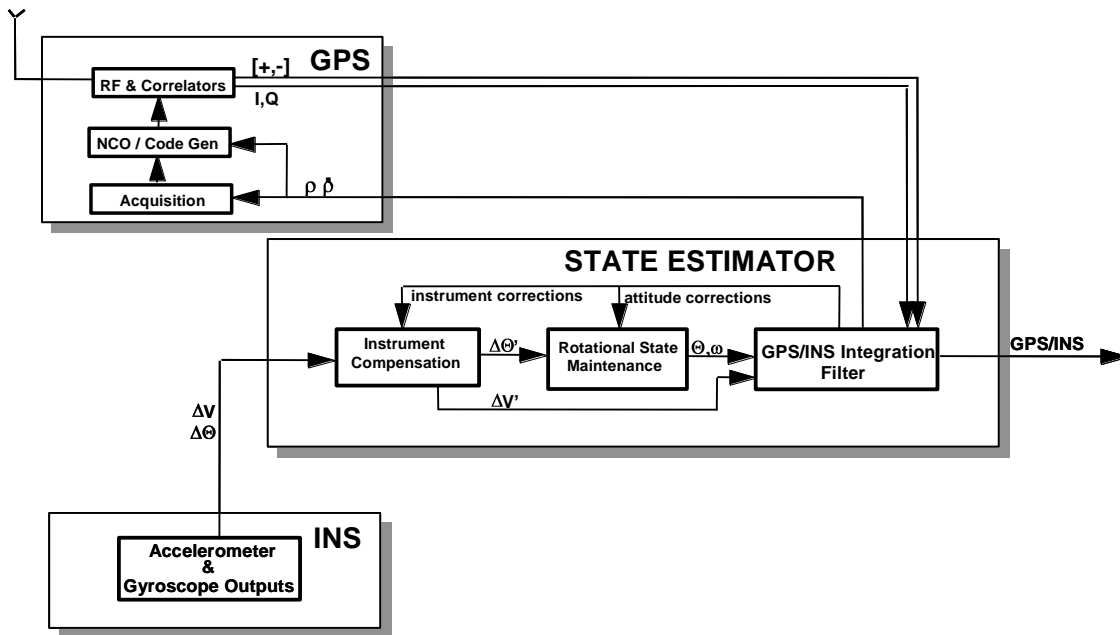 GPS
[+,-]
RF & Correlators
I,Q
NCO / Code Gen
ρ ρ̇
Acquisition
STATE ESTIMATOR
instrument corrections
attitude corrections
Instrument
Compensation
ΔΘ'
Rotational State
Maintenance
Θ,ω
GPS/INS Integration
Filter
GPS/INS
ΔV'
ΔV
ΔΘ
INS
Accelerometer
&
Gyroscope Outputs